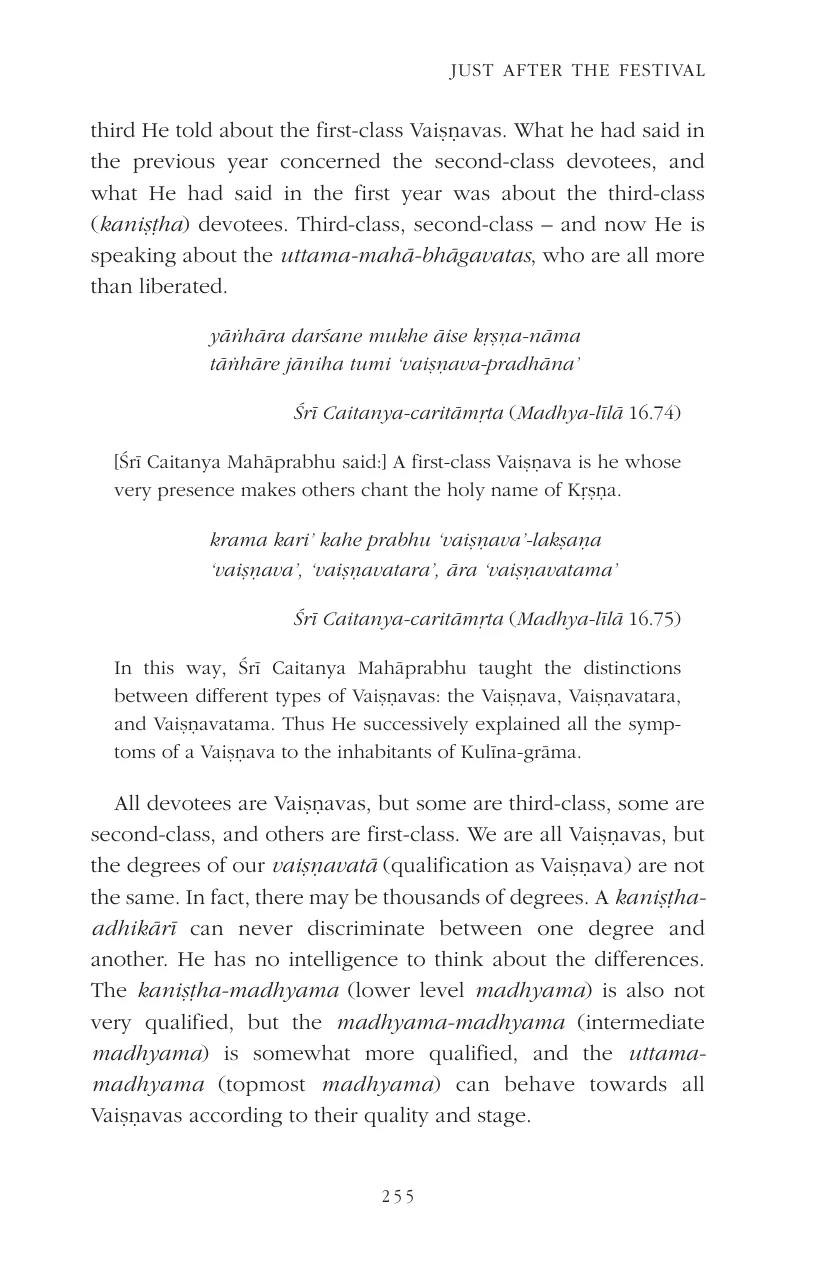 JUST AFTER THE FESTIVAL
third He told about the first-class Vaiṣṇavas. What he had said in
the previous year concerned the second-class devotees, and
what He had said in the first year was about the third-class
(kaniṣṭha) devotees. Third-class, second-class – and now He is
speaking about the uttama-mahā-bhāgavatas, who are all more
than liberated.
yāṅhāra darśane mukhe āise kṛṣṇa-nāma
tāṅhāre jāniha tumi ‘vaiṣṇava-pradhāna’
Śrī Caitanya-caritāmṛta (Madhya-līlā 16.74)
[Śrī Caitanya Mahāprabhu said:] A first-class Vaiṣṇava is he whose
very presence makes others chant the holy name of Kṛṣṇa.
krama kari’ kahe prabhu ‘vaiṣṇava’-lakṣaṇa
‘vaiṣṇava’, ‘vaiṣṇavatara’, āra ‘vaiṣṇavatama’
Śrī Caitanya-caritāmṛta (Madhya-līlā 16.75)
In this way, Śrī Caitanya Mahāprabhu taught the distinctions
between different types of Vaiṣṇavas: the Vaiṣṇava, Vaiṣṇavatara,
and Vaiṣṇavatama. Thus He successively explained all the symp-
toms of a Vaiṣṇava to the inhabitants of Kulīna-grāma.
All devotees are Vaiṣṇavas, but some are third-class, some are
second-class, and others are first-class. We are all Vaiṣṇavas, but
the degrees of our vaiṣṇavatā (qualification as Vaiṣṇava) are not
the same. In fact, there may be thousands of degrees. A kaniṣṭha-
adhikārī can never discriminate between one degree and
another. He has no intelligence to think about the differences.
The kaniṣṭha-madhyama (lower level madhyama) is also not
very qualified, but the madhyama-madhyama (intermediate
madhyama) is somewhat more qualified, and the uttama-
madhyama (topmost madhyama) can behave towards all
Vaiṣṇavas according to their quality and stage.
255